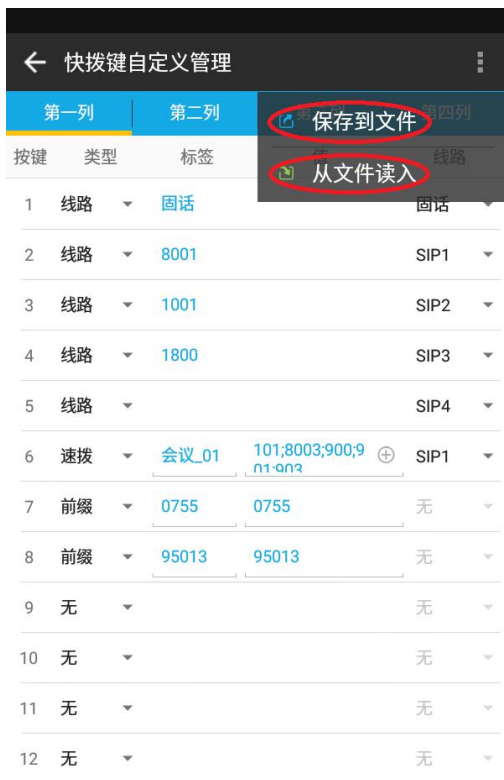 快拨键自定义管理
第一列 第二列 第四列
保存到文件
从文件读入
按键 类型 标签 值 线路
1 线路 固话 固话
2 线路 8001 SIP1
3 线路 1001 SIP2
4 线路 1800 SIP3
5 线路 SIP4
6 速拨 会议_01 101;8003;900;9 SIP1
01;903
7 前缀 0755 0755 无
8 前缀 95013 95013 无
9 无 无
10 无 无
11 无 无
12 无 无